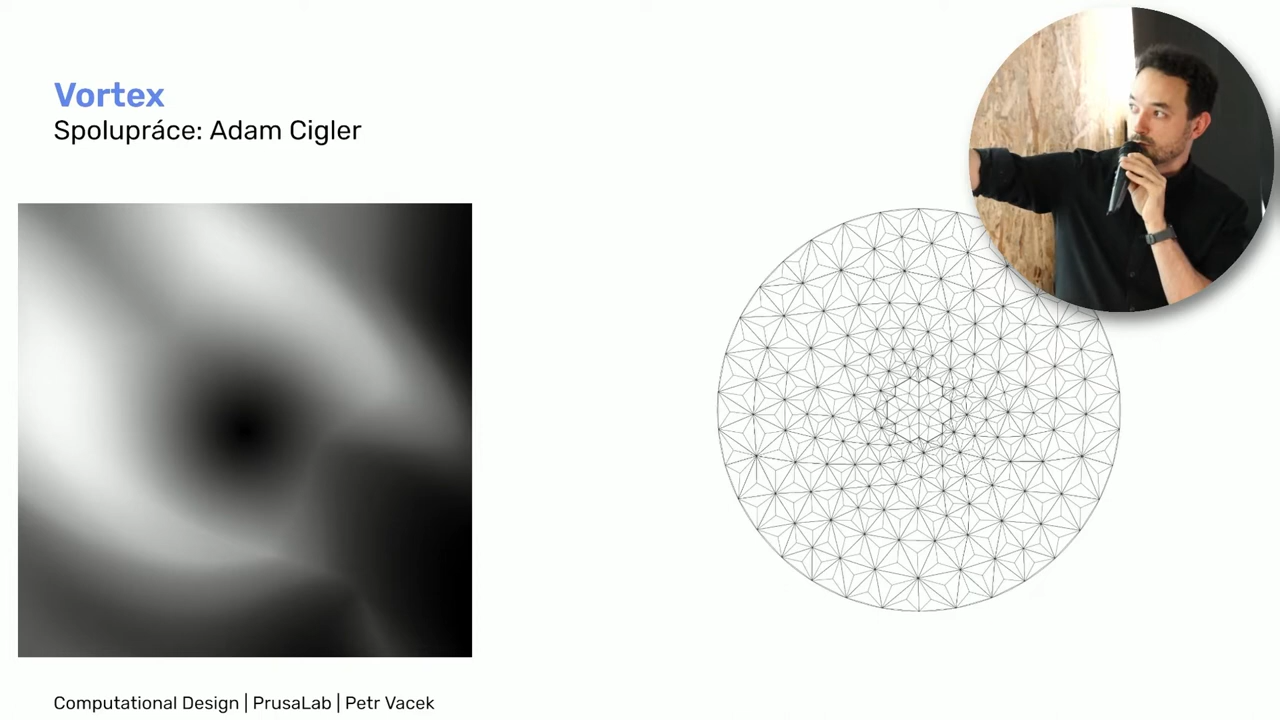 Vortex
Spolupráce: Adam Cigler
Computational Design | PrusaLab | Petr Vacek